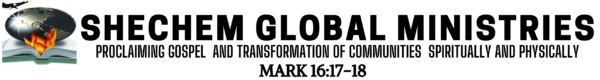 SHECHEM GLOBAL MINISTRIES
PROCLAIMING GOSPEL AND TRANSFORMATION OF COMMUNITIES SPIRITUALLY AND PHYSICALLY
MARK 16:17-18